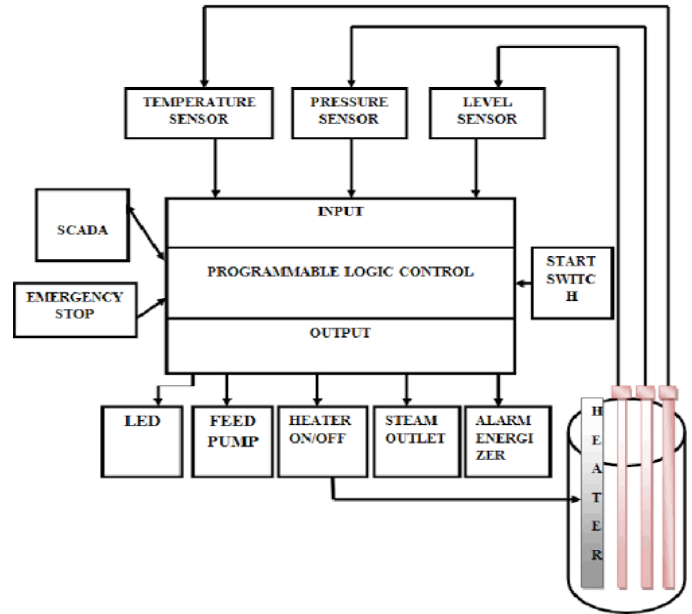 TEMPERATURE
SENSOR
PRESSURE
SENSOR
LEVEL
SENSOR
INPUT
SCADA
PROGRAMMABLE LOGIC CONTROL
START
SWITC
H
EMERGENCY
STOP
OUTPUT
LED
FEED
PUMP
HEATER
ON/OFF
STEAM
OUTLET
ALARM
ENERGI
ZER
H
E
A
T
E
R